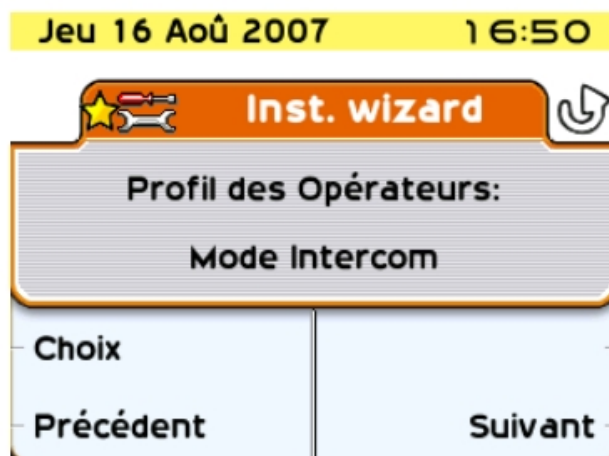 Jeu 16 Aoû 2007 16:50
Inst. wizard
Profil des Opérateurs:
Mode Intercom
Choix
Précédent Suivant